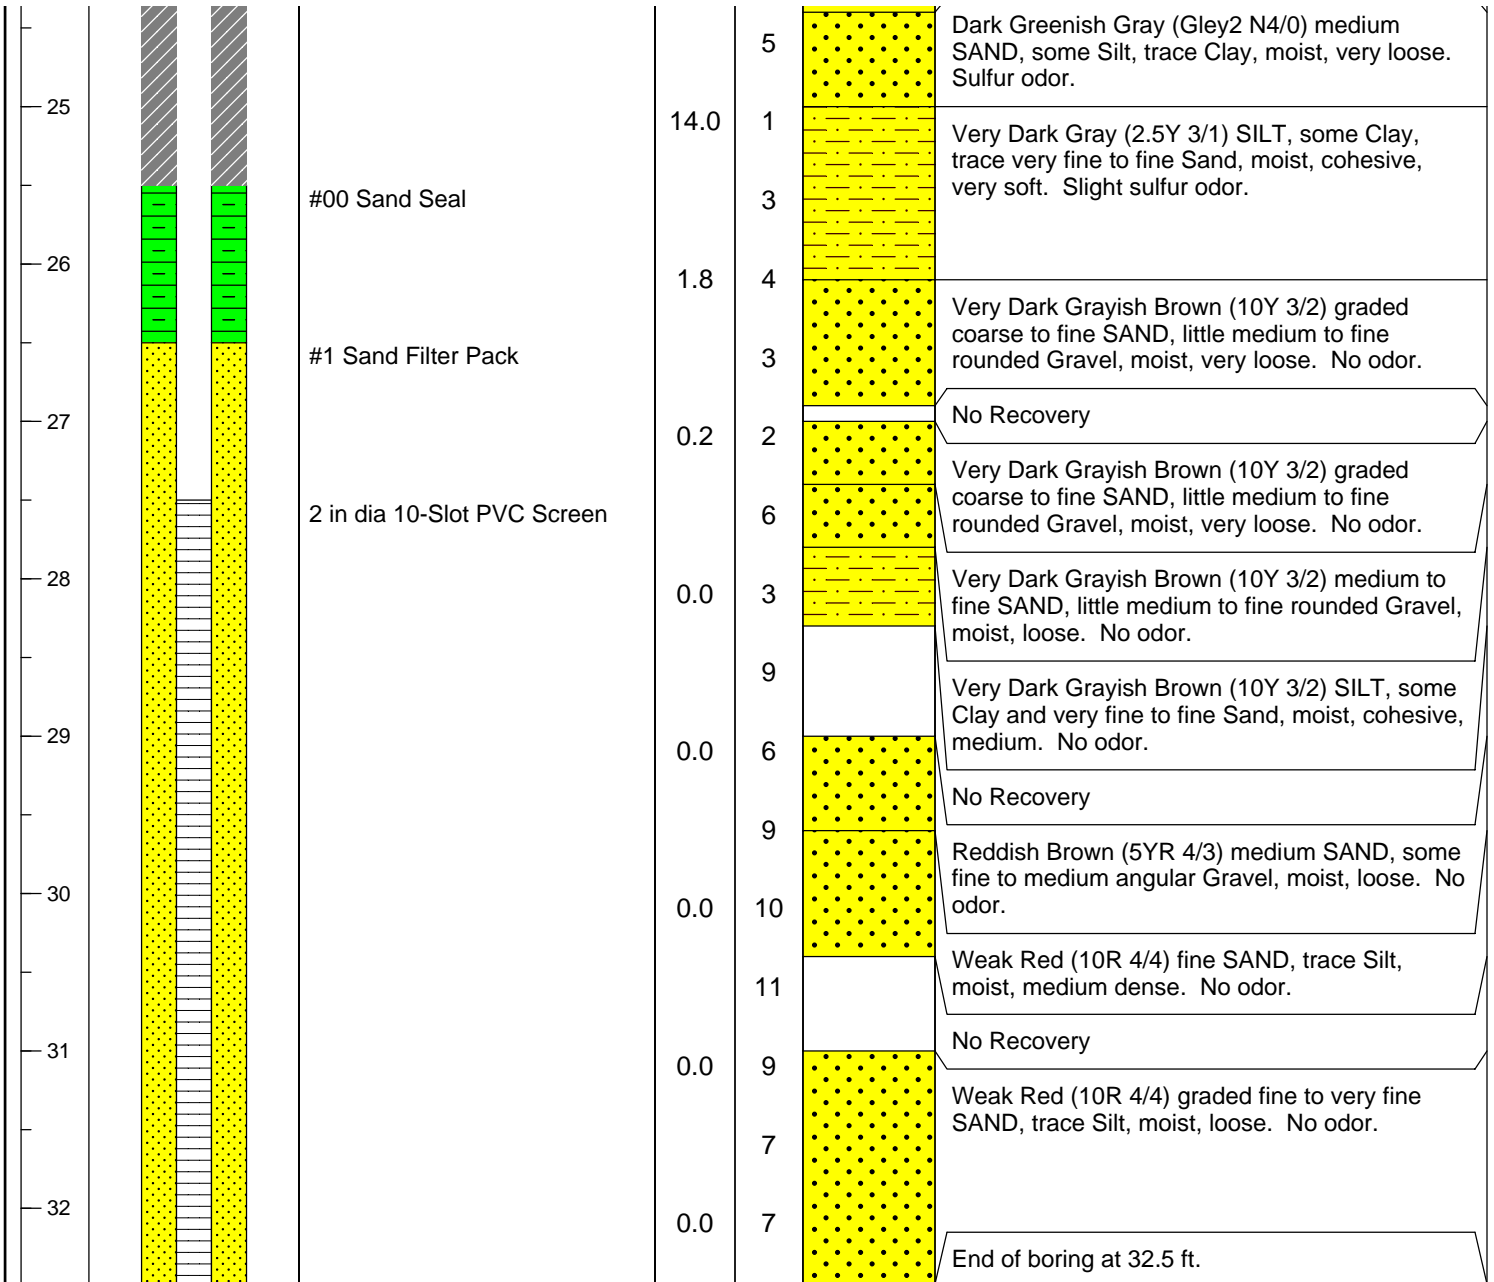 5
Dark Greenish Gray (Gley2 N4/0) medium
SAND, some Silt, trace Clay, moist, very loose.
Sulfur odor.
25
14.0 1
Very Dark Gray (2.5Y 3/1) SILT, some Clay,
trace very fine to fine Sand, moist, cohesive,
very soft. Slight sulfur odor.
#00 Sand Seal
3
26
1.8 4
Very Dark Grayish Brown (10Y 3/2) graded
coarse to fine SAND, little medium to fine
rounded Gravel, moist, very loose. No odor.
#1 Sand Filter Pack
3
No Recovery
27
0.2 2
Very Dark Grayish Brown (10Y 3/2) graded
coarse to fine SAND, little medium to fine
rounded Gravel, moist, very loose. No odor.
2 in dia 10-Slot PVC Screen
6
28
0.0 3
Very Dark Grayish Brown (10Y 3/2) medium to
fine SAND, little medium to fine rounded Gravel,
moist, loose. No odor.
9
Very Dark Grayish Brown (10Y 3/2) SILT, some
Clay and very fine to fine Sand, moist, cohesive,
medium. No odor.
29
0.0 6
No Recovery
9
Reddish Brown (5YR 4/3) medium SAND, some
fine to medium angular Gravel, moist, loose. No
odor.
30
0.0 10
Weak Red (10R 4/4) fine SAND, trace Silt,
moist, medium dense. No odor.
11
No Recovery
31
0.0 9
Weak Red (10R 4/4) graded fine to very fine
SAND, trace Silt, moist, loose. No odor.
7
32
0.0 7
End of boring at 32.5 ft.